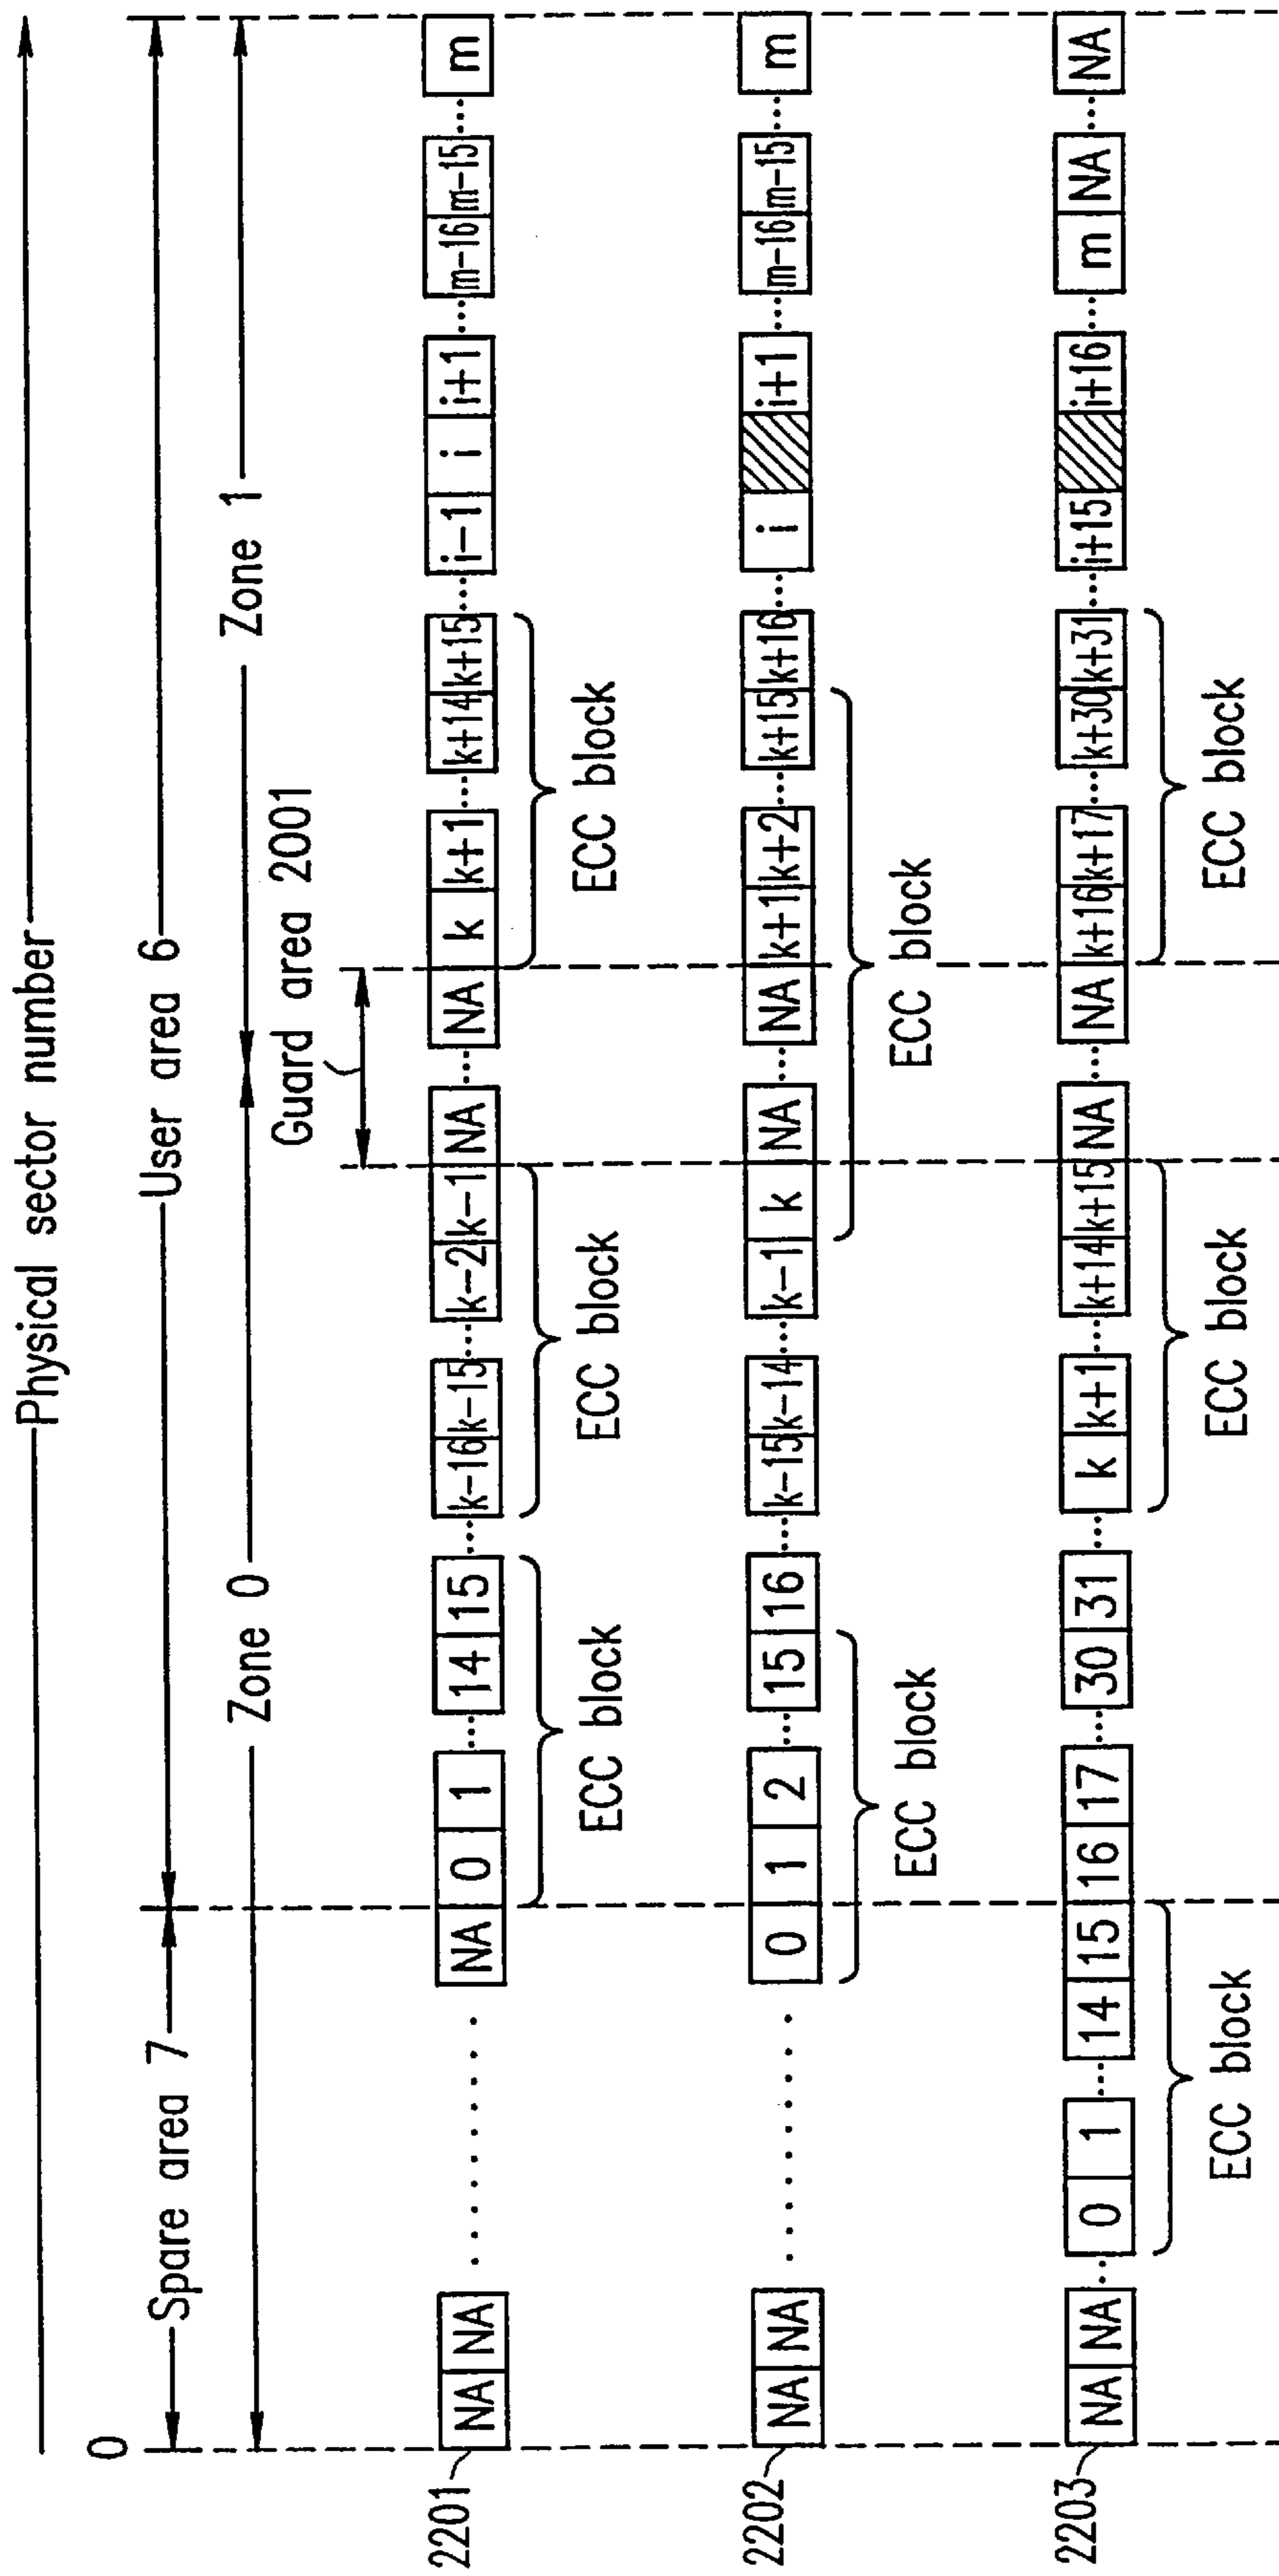 Physical sector number
0
Spare area 7
User area 6
Zone 0
Zone 1
Guard area 2001
2201
NA NA NA 0 1 14 15 k-16 k-15 k-2 k-1 NA NA k k+1 k+14 k+15 i-1 i i+1 m-16 m-15 m
ECC block
ECC block
ECC block
2202
NA NA 0 1 2 15 16 k-15 k-14 k-1 k NA NA k+1 k+2 k+15 k+16 i i+1 m-16 m-15 m
ECC block
ECC block
2203
NA NA 0 1 14 15 16 17 30 31 k k+1 k+14 k+15 NA NA k+16 k+17 k+30 k+31 i+15 i+16 m NA NA
ECC block
ECC block
ECC block